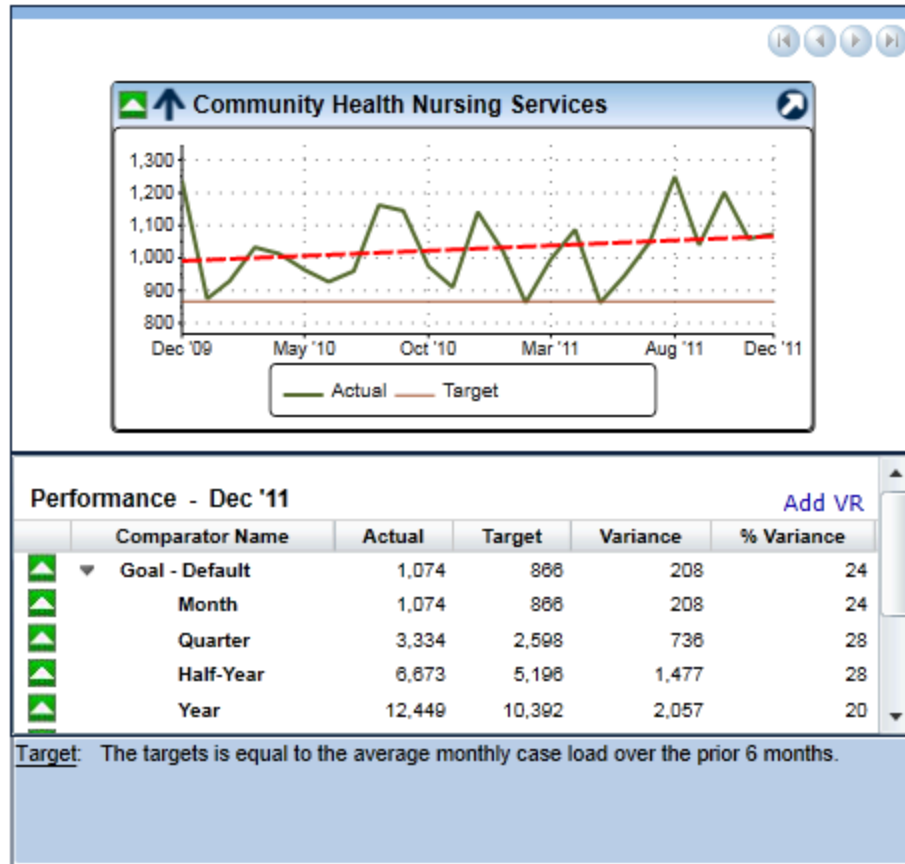 Community Health Nursing Services
1,300
1,200
1,100
1,000
900
800
Dec '09 May '10 Oct '10 Mar '11 Aug '11 Dec '11
Actual Target
Performance - Dec '11
Add VR
Comparator Name Actual Target Variance % Variance
Goal - Default 1,074 866 208 24
Month 1,074 866 208 24
Quarter 3,334 2,598 736 28
Half-Year 6,673 5,196 1,477 28
Year 12,449 10,392 2,057 20
Target: The targets is equal to the average monthly case load over the prior 6 months.